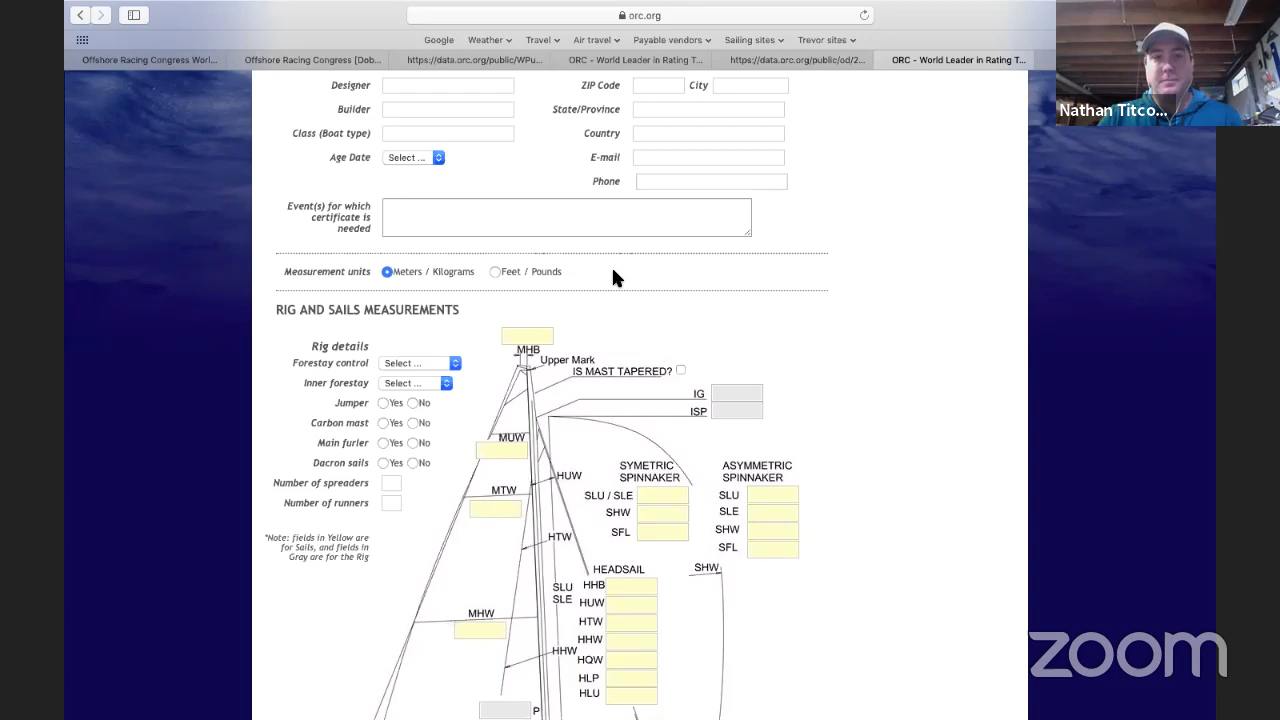 orc.org
Google Weather Travel Air travel Payable vendors Sailing sites Trevor sites
Offshore Racing Congress Worl... Offshore Racing Congress [Dob... https://data.orc.org/public/WPu... ORC - World Leader in Rating T... https://data.orc.org/public/od/2... ORC - World Leader in Rating T...
Nathan Titco...
Designer ZIP Code City
Builder State/Province
Class (Boat type) Country
Age Date Select ... E-mail
Phone
Event(s) for which
certificate is
needed
Measurement units Meters / Kilograms Feet / Pounds
RIG AND SAILS MEASUREMENTS
Rig details
Forestay control Select ...
Inner forestay Select ...
Jumper Yes No
Carbon mast Yes No
Main furler Yes No
Dacron sails Yes No
Number of spreaders
Number of runners
*Note: fields in Yellow are
for Sails, and fields in
Gray are for the Rig
MHB
Upper Mark
IS MAST TAPERED?
IG
ISP
MUW
MTW
HUW
HTW
SYMETRIC
SPINNAKER
SLU / SLE
SHW
SFL
ASYMMETRIC
SPINNAKER
SLU
SLE
SHW
SFL
HEADSAIL
SHW
SLU
SLE
HHB
HUW
HTW
HHW
HQW
HLP
HLU
MHW
HHW
P
zoom